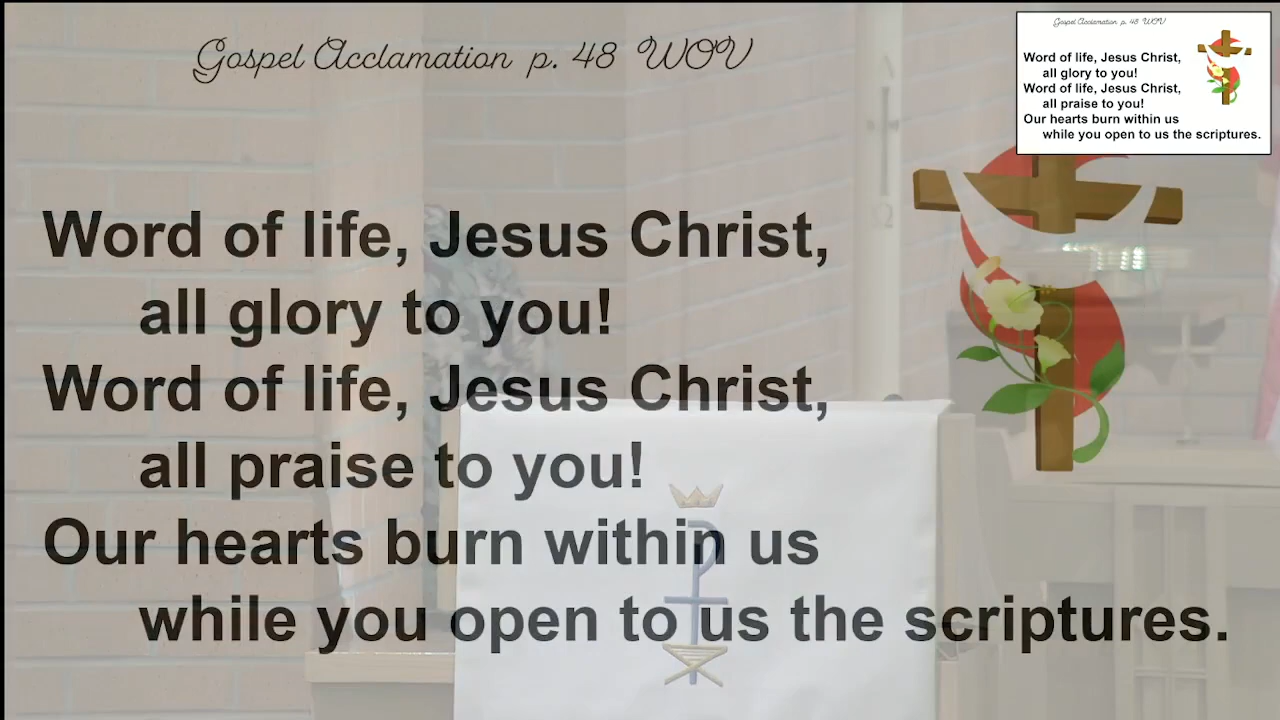 Gospel Acclamation p. 48 WOV
Word of life, Jesus Christ,
all glory to you!
Word of life, Jesus Christ,
all praise to you!
Our hearts burn within us
while you open to us the scriptures.
Gospel Acclamation p. 48 WOV
Word of life, Jesus Christ,
all glory to you!
Word of life, Jesus Christ,
all praise to you!
Our hearts burn within us
while you open to us the scriptures.